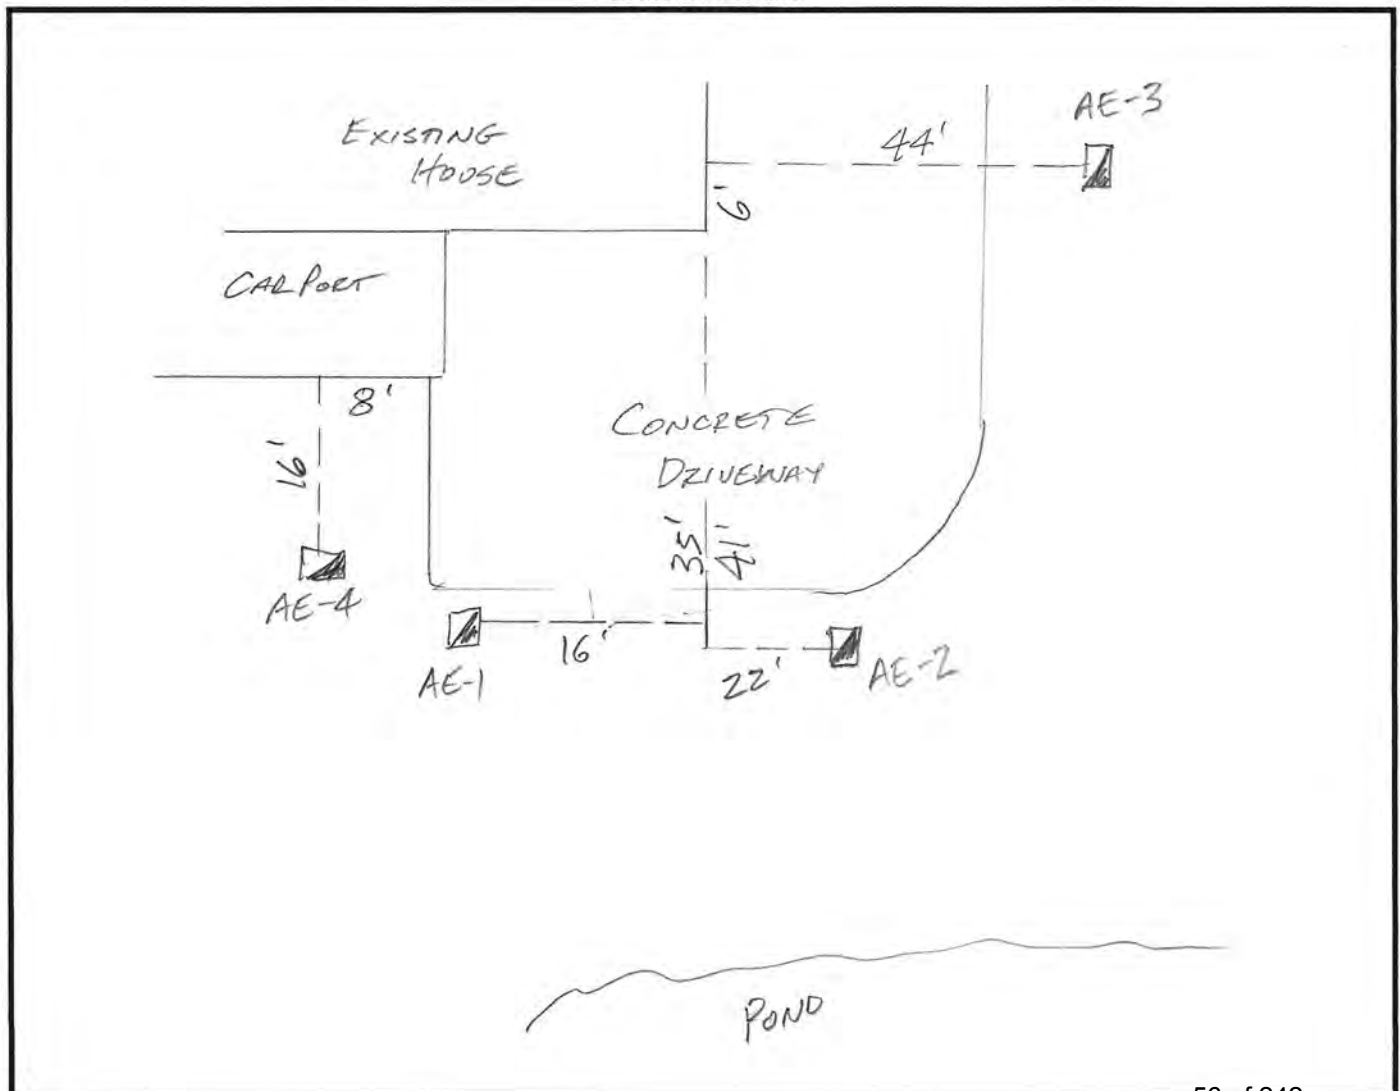 AE-3
EXISTING
HOUSE
44'
6'
CARPORT
8'
CONCRETE
DRIVEWAY
16'
35'
41'
AE-4
AE-1
16'
22'
AE-2
POND